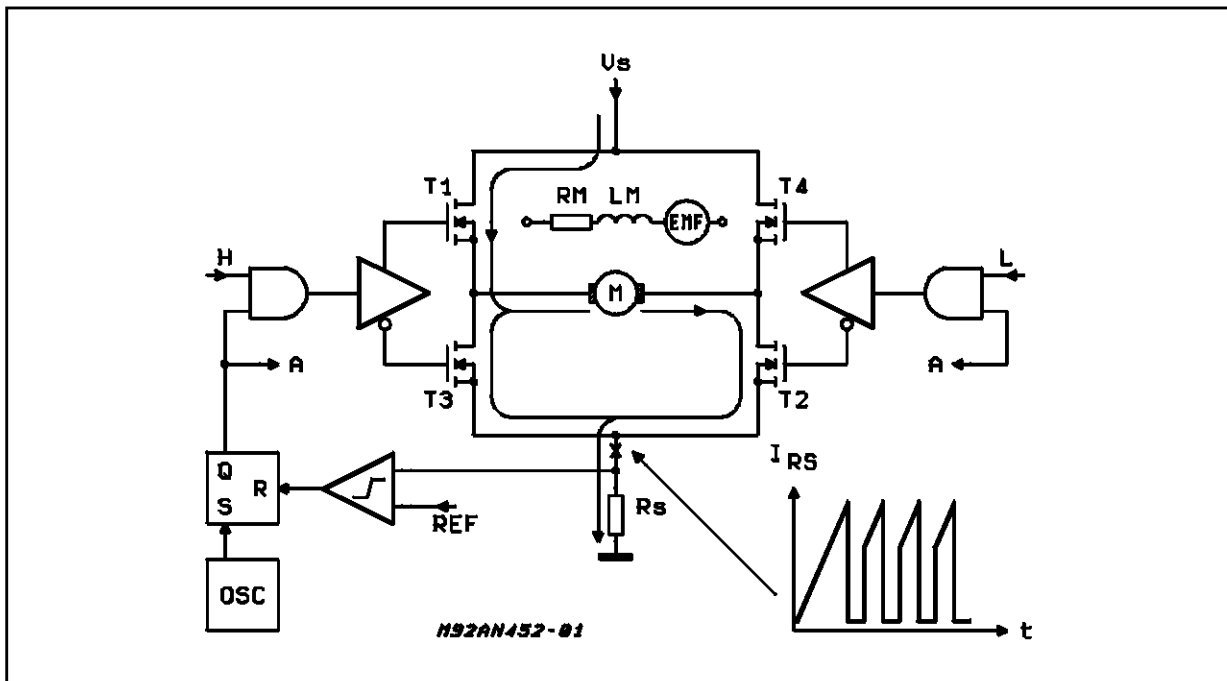 Vs
T1
T4
RM LM
EMF
H
L
M
A
A
T3
T2
I RS
Q
S
R
REF
Rs
OSC
M92AN452-01
t